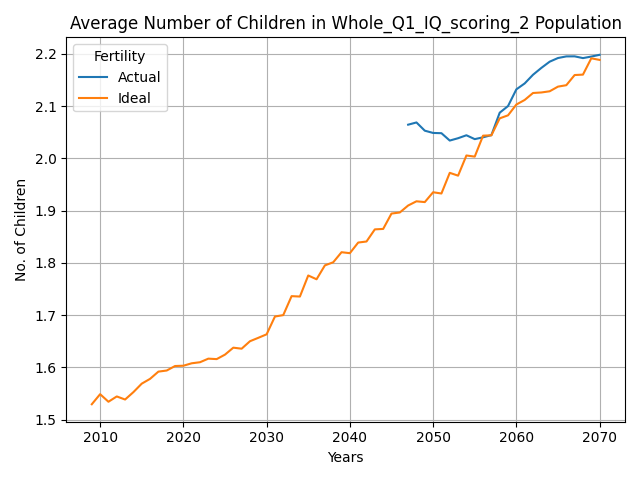 Average Number of Children in Whole_Q1_IQ_scoring_2 Population
Fertility
Actual
Ideal
No. of Children
2.2
2.1
2.0
1.9
1.8
1.7
1.6
1.5
2010 2020 2030 2040 2050 2060 2070
Years